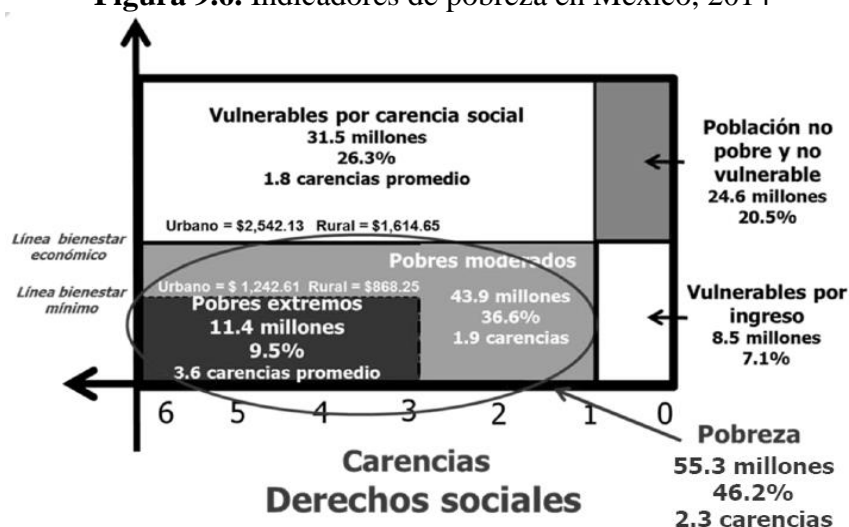 Figura 9.6. Indicadores de pobreza en México, 2014
Vulnerables por carencia social
31.5 millones
26.3%
1.8 carencias promedio
Urbano = $2,542.13 Rural = $1,614.65
Población no
pobre y no
vulnerable
24.6 millones
20.5%
Línea bienestar
económico
Línea bienestar
mínimo
Pobres moderados
43.9 millones
36.6%
1.9 carencias
Urbano = $ 1,242.61 Rural = $868.25
Pobres extremos
11.4 millones
9.5%
3.6 carencias promedio
Vulnerables por
ingreso
8.5 millones
7.1%
6 5 4 3 2 1 0
Carencias
Derechos sociales
Pobreza
55.3 millones
46.2%
2.3 carencias